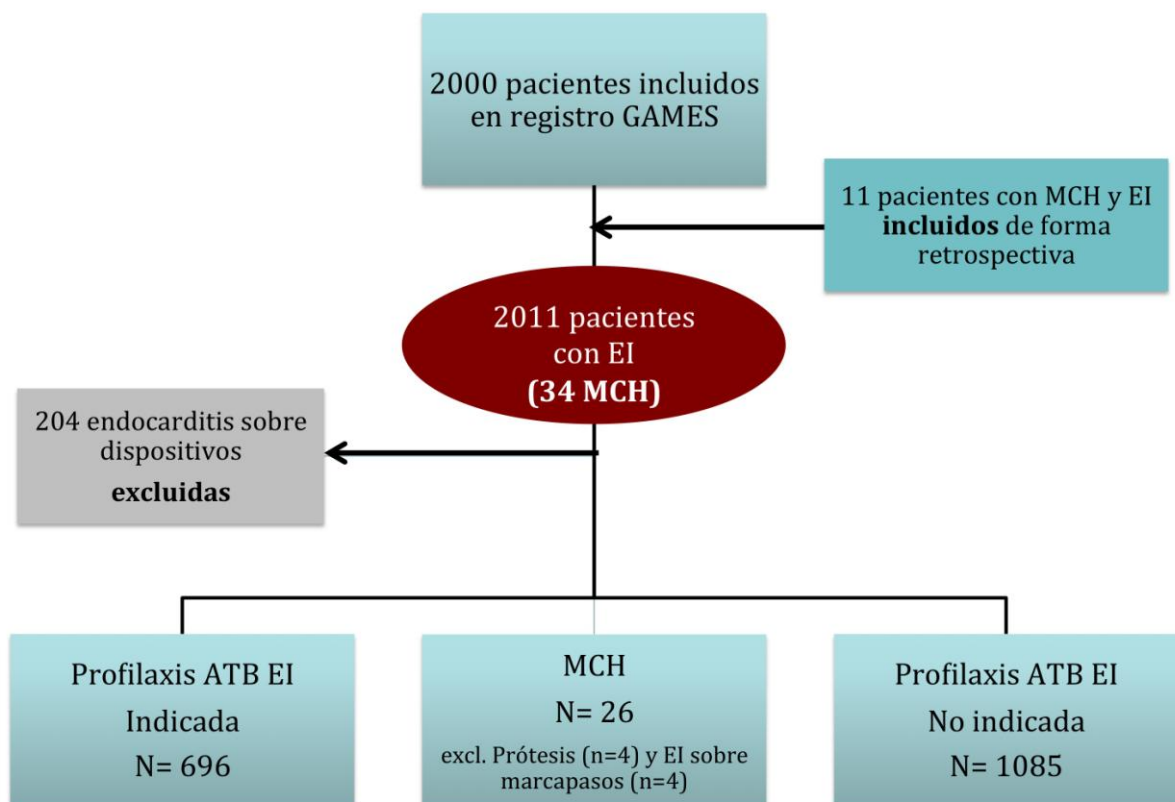 2000 pacientes incluidos
en registro GAMES
11 pacientes con MCH y EI
incluidos de forma
retrospectiva
2011 pacientes
con EI
(34 MCH)
204 endocarditis sobre
dispositivos
excluidas
Profilaxis ATB EI
Indicada
N= 696
MCH
N= 26
excl. Prótesis (n=4) y EI sobre
marcapasos (n=4)
Profilaxis ATB EI
No indicada
N= 1085